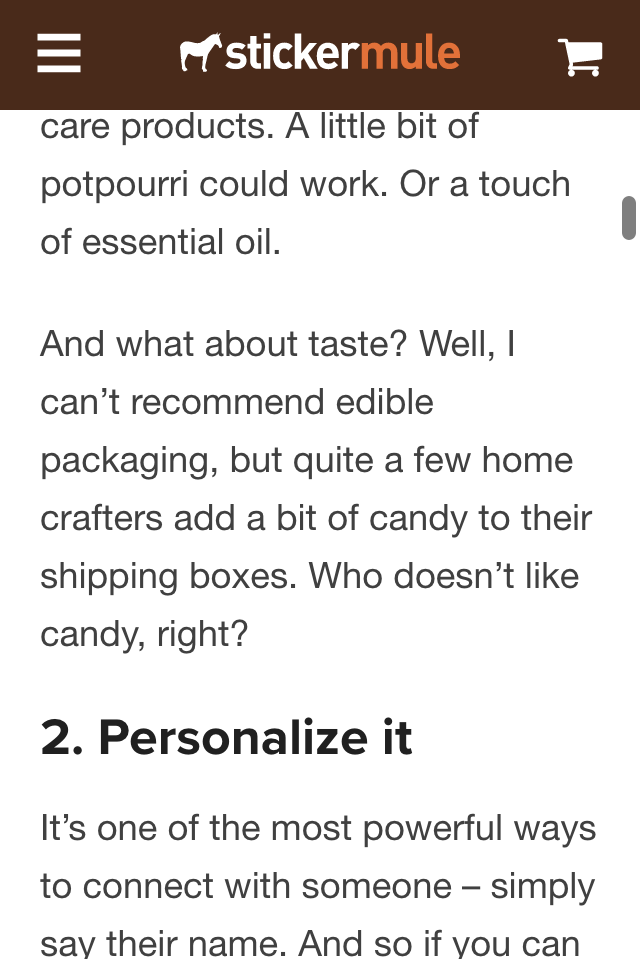 stickermule
care products. A little bit of
potpourri could work. Or a touch
of essential oil.
And what about taste? Well, I
can’t recommend edible
packaging, but quite a few home
crafters add a bit of candy to their
shipping boxes. Who doesn’t like
candy, right?
2. Personalize it
It’s one of the most powerful ways
to connect with someone – simply
say their name. And so if you can